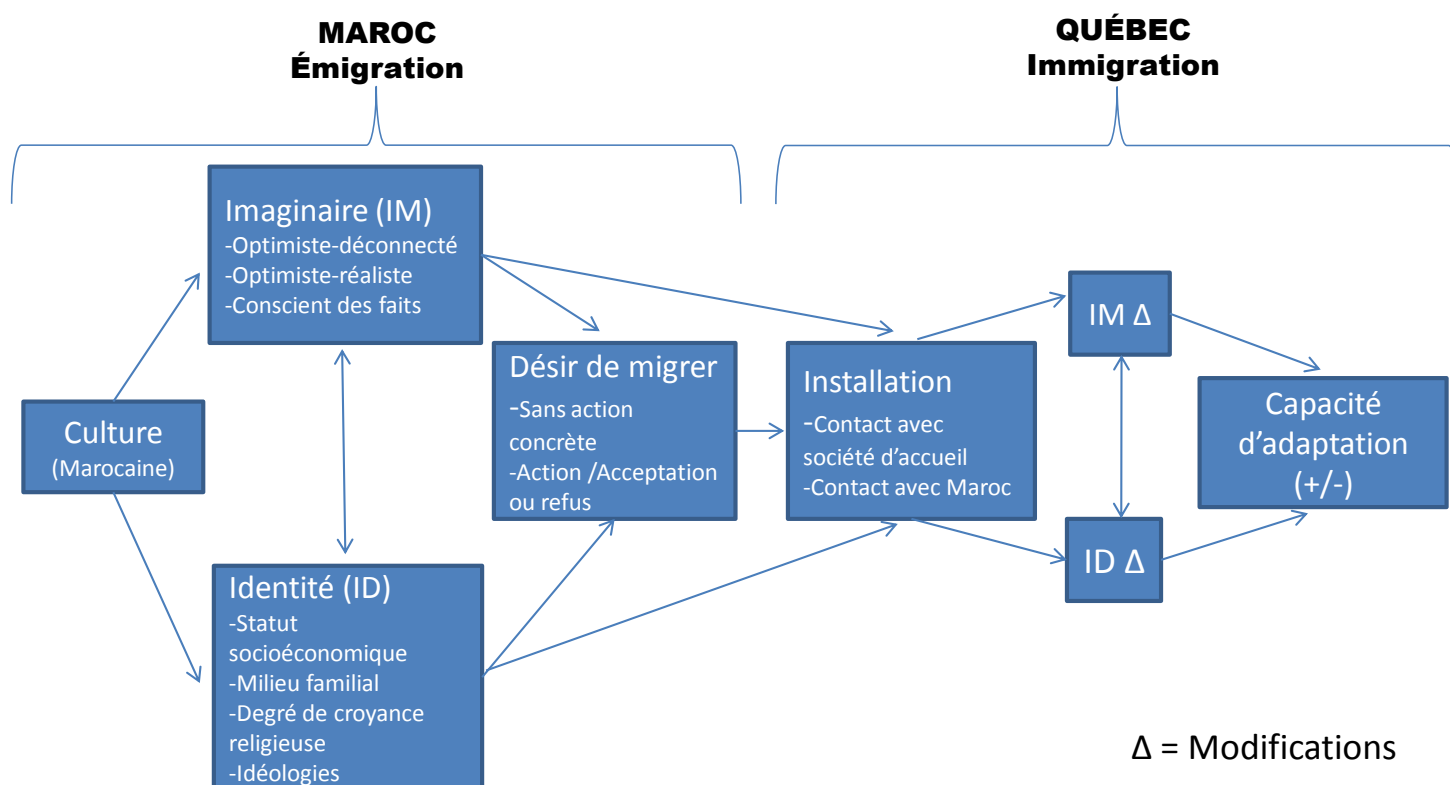 MAROC
Émigration
QUÉBEC
Immigration
Imaginaire (IM)
-Optimiste-déconnecté
-Optimiste-réaliste
-Conscient des faits
Culture
(Marocaine)
Identité (ID)
-Statut
socioéconomique
-Milieu familial
-Degré de croyance
religieuse
-Idéologies
Désir de migrer
-Sans action
concrète
-Action /Acceptation
ou refus
Installation
-Contact avec
société d’accueil
-Contact avec Maroc
IM Δ
ID Δ
Capacité
d’adaptation
(+/-)
Δ = Modifications